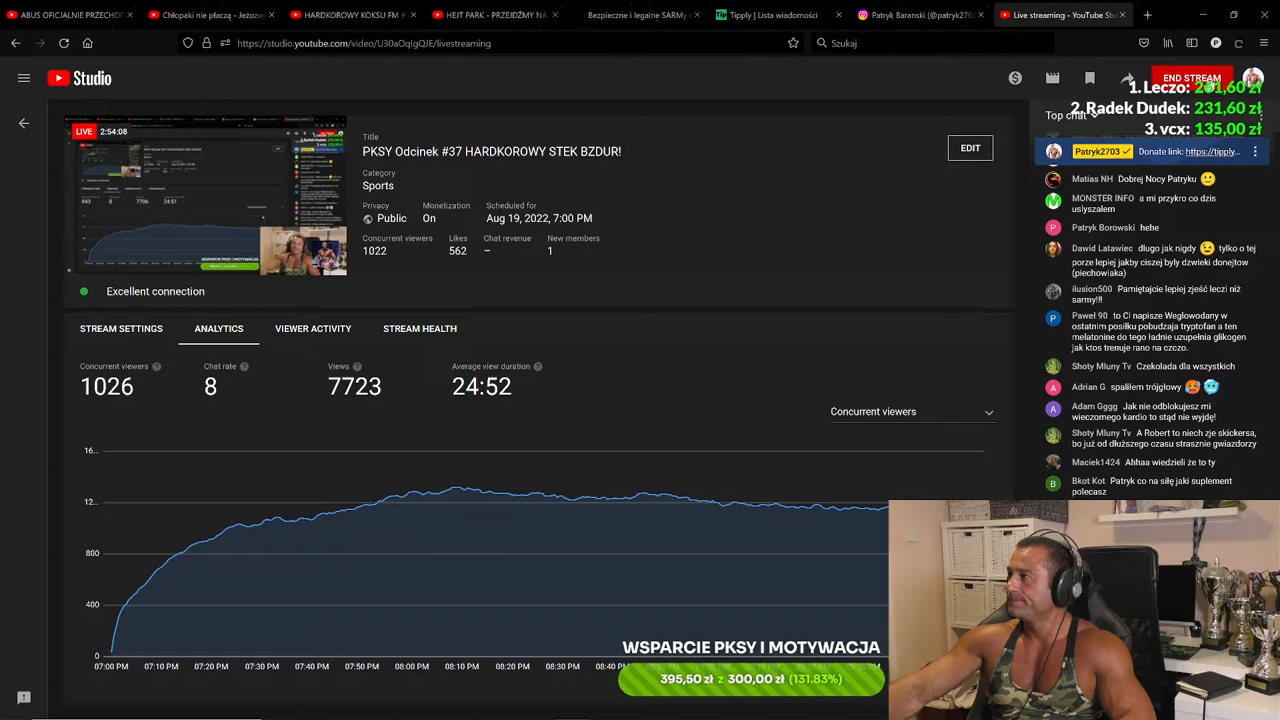 ABUS OFICJALNIE PRZECHOD
Chłopaki nie płaczą - Jeżozwi
HARDKOROWY KOKSU FM #
HEJT PARK - PRZEJDŹMY NA
Bezpieczne i legalne SARMy
Tipply | Lista wiadomości
Patryk Baranski (@patryk270
Live streaming - YouTube Stu
https://studio.youtube.com/video/U30aOqIgQJE/livestreaming
Szukaj
Studio
END STREAM
1. Leczo: 261,60 zł
2. Radek Dudek: 231,60 zł
3. vcx: 135,00 zł
Top chat
LIVE 2:54:08
Title
PKSY Odcinek #37 HARDKOROWY STEK BZDUR!
EDIT
Category
Sports
Privacy
Public
Monetization
On
Scheduled for
Aug 19, 2022, 7:00 PM
Concurrent viewers
1022
Likes
562
Chat revenue
–
New members
1
Excellent connection
STREAM SETTINGS
ANALYTICS
VIEWER ACTIVITY
STREAM HEALTH
Concurrent viewers
1026
Chat rate
8
Views
7723
Average view duration
24:52
Concurrent viewers
16...
12...
800
400
0
07:00 PM 07:10 PM 07:20 PM 07:30 PM 07:40 PM 07:50 PM 08:00 PM 08:10 PM 08:20 PM 08:30 PM 08:40
WSPARCIE PKSY I MOTYWACJA
395,50 zł z 300,00 zł (131.83%)
Patryk2703 Donate link: https://tipply...
Matias NH Dobrej Nocy Patryku 🙂
MONSTER INFO a mi przykro co dzis
uslyszalem
Patryk Borowski hehe
Dawid Latawiec dlugo jak nigdy 😉 tylko o tej
porze lepiej jakby ciszej byly dzwieki donejtow
(piechowiaka)
ilusion500 Pamiętajcie lepiej zjeść leczi niż
sarmy!!!
Paweł 90 to Ci napisze Weglowodany w
ostatnim posiłku pobudzaja tryptofan a ten
melatonine do tego ładnie uzupełnia glikogen
jak ktos trenuje rano na czczo.
Shoty Mluny Tv Czekolada dla wszystkich
Adrian G spaliłem trójgłowy 🥵🥶
Adam Gggg Jak nie odblokujesz mi
wieczornego kardio to stąd nie wyjdę!
Shoty Mluny Tv A Robert to niech zje skickersa,
bo już od dłuższego czasu strasznie gwiazdorzy
Maciek1424 Ahhaa wiedzieli że to ty
Bkot Kot Patryk co na siłę jaki suplement
polecasz